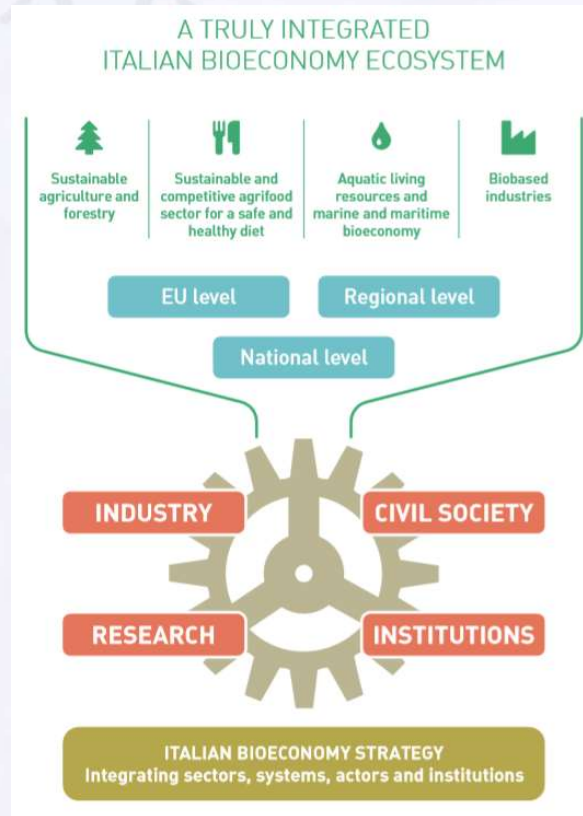 A TRULY INTEGRATED
ITALIAN BIOECONOMY ECOSYSTEM
Sustainable
agriculture and
forestry
Sustainable and
competitive agrifood
sector for a safe and
healthy diet
Aquatic living
resources and
marine and maritime
bioeconomy
Biobased
industries
EU level
Regional level
National level
INDUSTRY
CIVIL SOCIETY
RESEARCH
INSTITUTIONS
ITALIAN BIOECONOMY STRATEGY
Integrating sectors, systems, actors and institutions